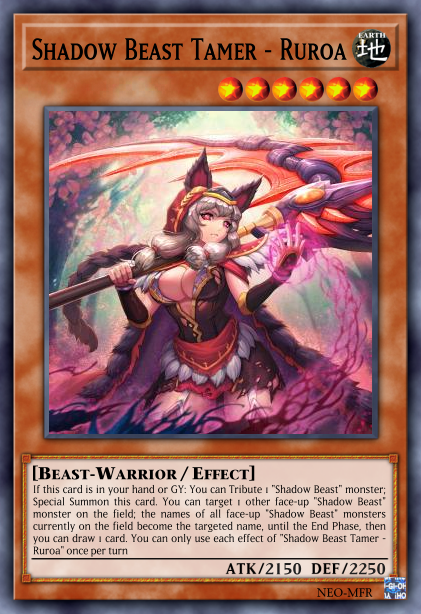 Shadow Beast Tamer - Ruroa
EARTH
地
[Beast-Warrior / Effect]
If this card is in your hand or GY: You can Tribute 1 "Shadow Beast" monster;
Special Summon this card. You can target 1 other face-up "Shadow Beast"
monster on the field; the names of all face-up "Shadow Beast" monsters
currently on the field become the targeted name, until the End Phase, then
you can draw 1 card. You can only use each effect of "Shadow Beast Tamer -
Ruroa" once per turn
ATK/2150 DEF/2250
NEO-MFR